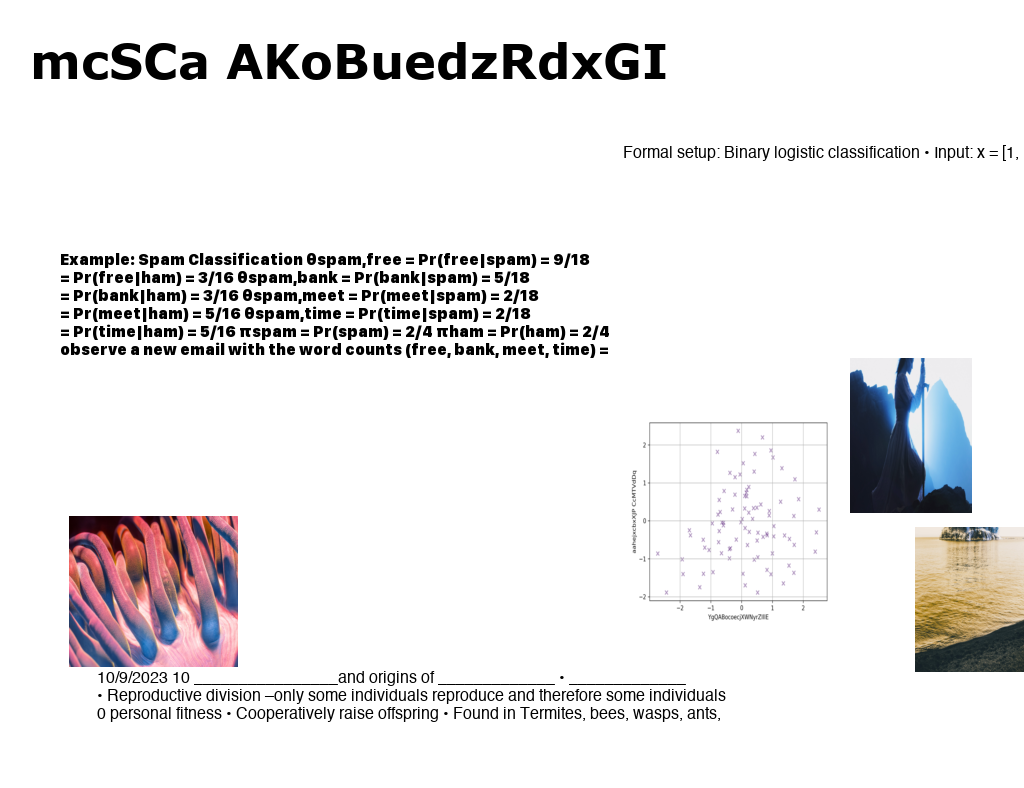 mcSCa AKoBuedzRdxGI
Formal setup: Binary logistic classification • Input: x = [1,
Example: Spam Classification θspam,free = Pr(free|spam) = 9/18
= Pr(free|ham) = 3/16 θspam,bank = Pr(bank|spam) = 5/18
= Pr(bank|ham) = 3/16 θspam,meet = Pr(meet|spam) = 2/18
= Pr(meet|ham) = 5/16 θspam,time = Pr(time|spam) = 2/18
= Pr(time|ham) = 5/16 πspam = Pr(spam) = 2/4 πham = Pr(ham) = 2/4
observe a new email with the word counts (free, bank, meet, time) =
2
1
0
−1
−2
−2 −1 0 1 2
10/9/2023 10 _________________and origins of ______________ • ______________
• Reproductive division –only some individuals reproduce and therefore some individuals
0 personal fitness • Cooperatively raise offspring • Found in Termites, bees, wasps, ants,